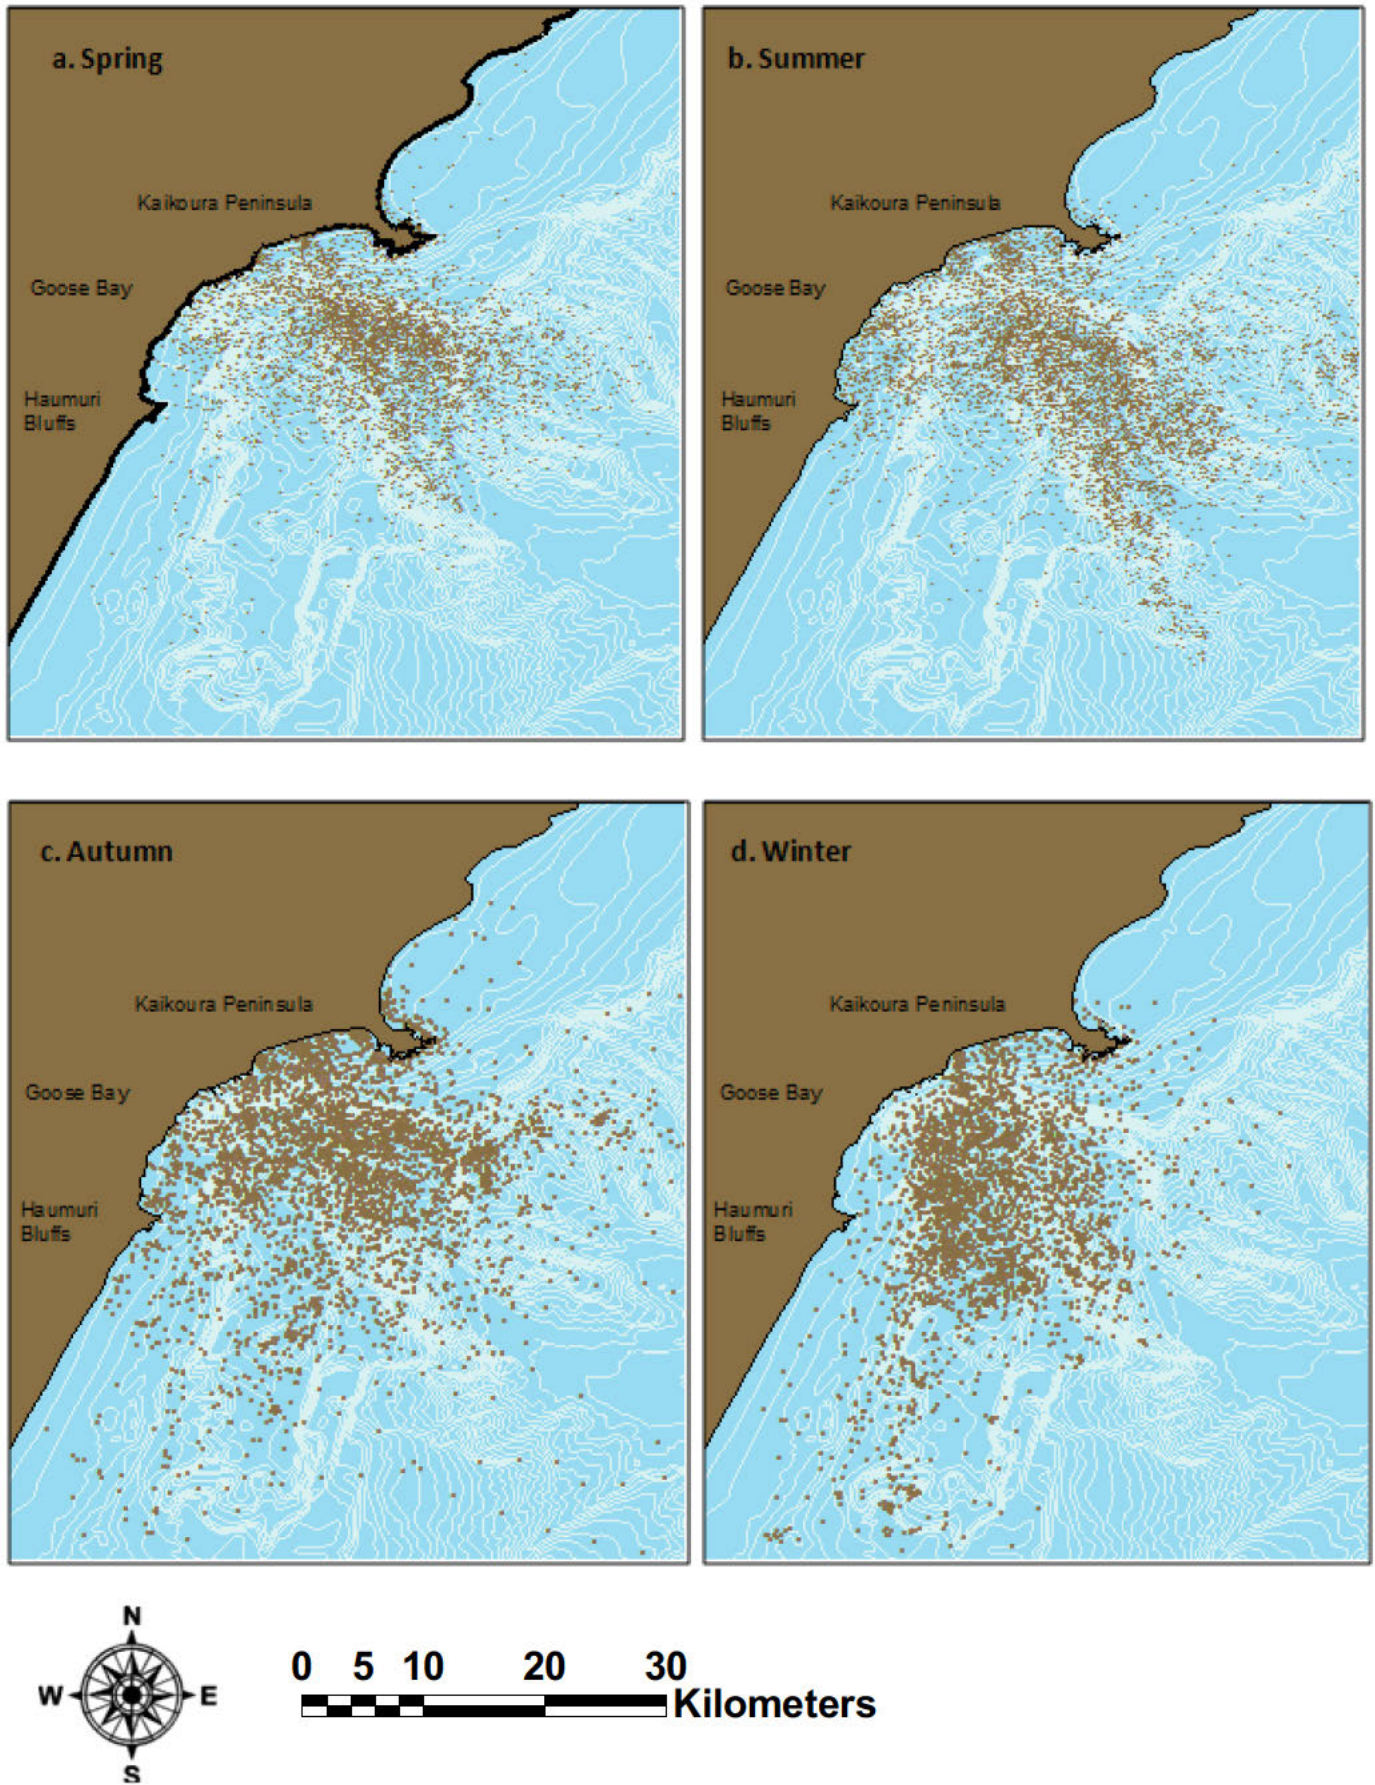 a. Spring
Kaikoura Peninsula
Goose Bay
Haumuri
Bluffs
b. Summer
Kaikoura Peninsula
Goose Bay
Haumuri
Bluffs
c. Autumn
Kaikoura Peninsula
Goose Bay
Haumuri
Bluffs
d. Winter
Kaikoura Peninsula
Goose Bay
Haumuri
Bluffs
N
W E
S
0 5 10 20 30
Kilometers